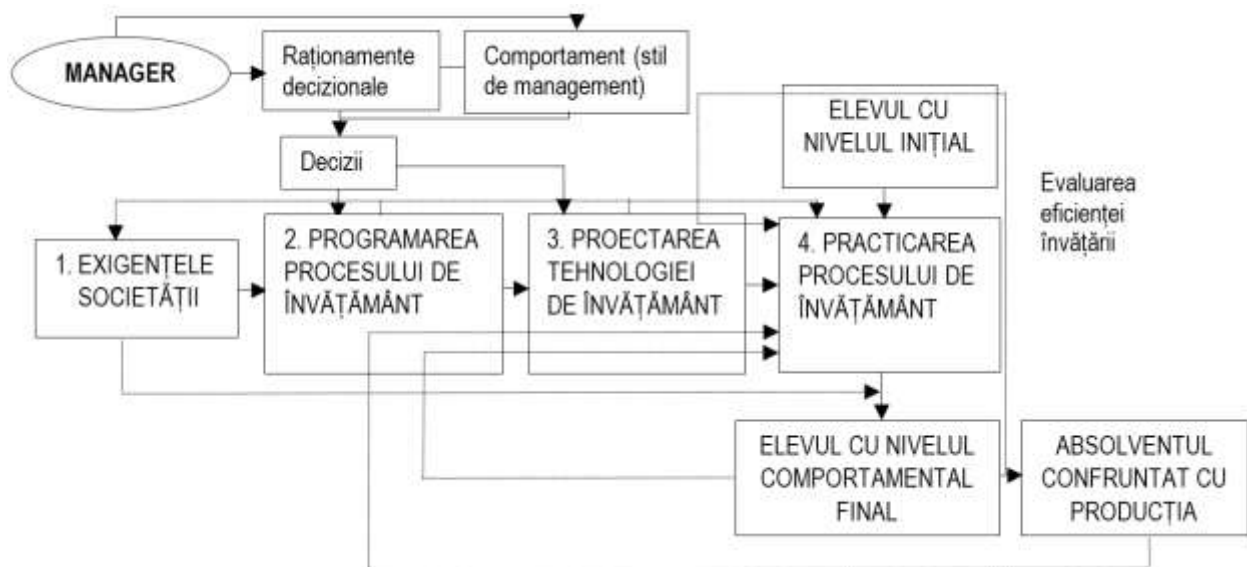 MANAGER
Raționamente
decizionale
Comportament (stil
de management)
Decizii
ELEVUL CU
NIVELUL INIȚIAL
Evaluarea
eficienței
învățării
1. EXIGENȚELE
SOCIETĂȚII
2. PROGRAMAREA
PROCESULUI DE
ÎNVĂȚĂMÂNT
3. PROECTAREA
TEHNOLOGIEI
DE ÎNVĂȚĂMÂNT
4. PRACTICAREA
PROCESULUI DE
ÎNVĂȚĂMÂNT
ELEVUL CU NIVELUL
COMPORTAMENTAL
FINAL
ABSOLVENTUL
CONFRUNTAT CU
PRODUCȚIA